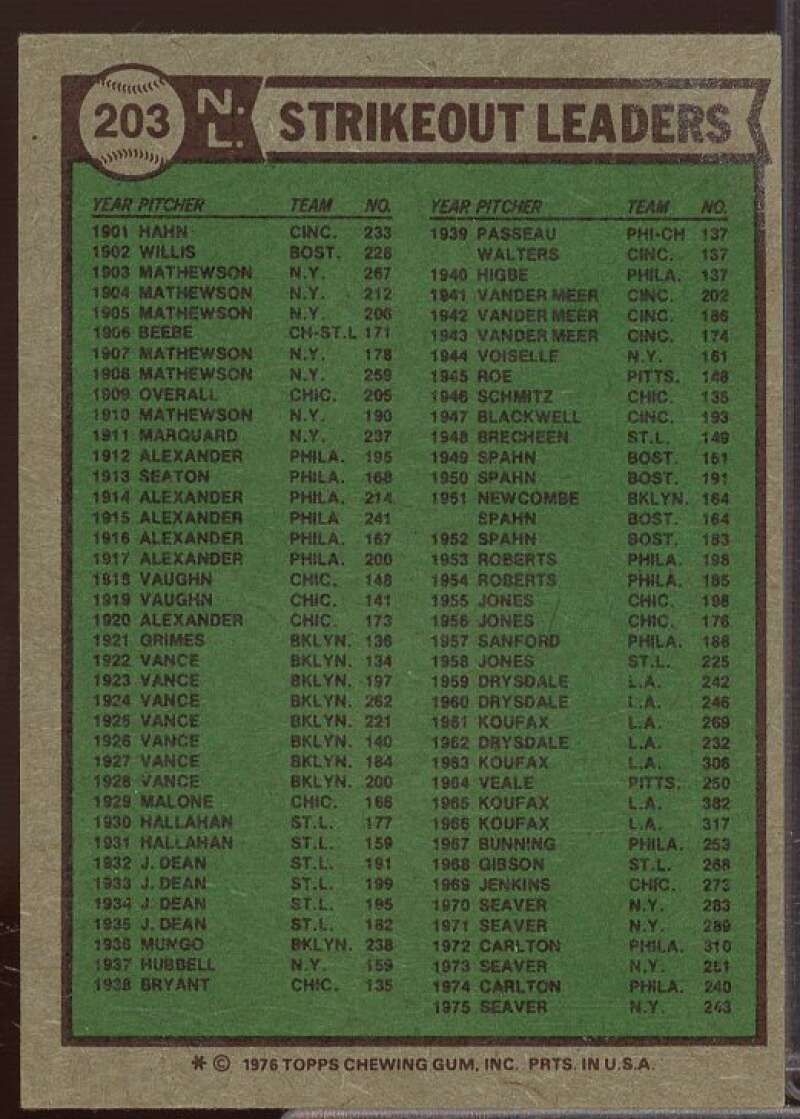 203 N.L. STRIKEOUT LEADERS
YEAR PITCHER TEAM NO.
1901 HAHN CINC. 233
1902 WILLIS BOST. 226
1903 MATHEWSON N.Y. 267
1904 MATHEWSON N.Y. 212
1905 MATHEWSON N.Y. 206
1906 BEEBE CH-ST.L 171
1907 MATHEWSON N.Y. 178
1908 MATHEWSON N.Y. 259
1909 OVERALL CHIC. 205
1910 MATHEWSON N.Y. 190
1911 MARQUARD N.Y. 237
1912 ALEXANDER PHILA. 195
1913 SEATON PHILA. 168
1914 ALEXANDER PHILA. 214
1915 ALEXANDER PHILA 241
1916 ALEXANDER PHILA. 167
1917 ALEXANDER PHILA. 200
1918 VAUGHN CHIC. 148
1919 VAUGHN CHIC. 141
1920 ALEXANDER CHIC. 173
1921 GRIMES BKLYN. 136
1922 VANCE BKLYN. 134
1923 VANCE BKLYN. 197
1924 VANCE BKLYN. 262
1925 VANCE BKLYN. 221
1926 VANCE BKLYN. 140
1927 VANCE BKLYN. 184
1928 VANCE BKLYN. 200
1929 MALONE CHIC. 166
1930 HALLAHAN ST.L. 177
1931 HALLAHAN ST.L. 159
1932 J. DEAN ST.L. 191
1933 J. DEAN ST.L. 199
1934 J. DEAN ST.L. 195
1935 J. DEAN ST.L. 182
1936 MUNGO BKLYN. 238
1937 HUBBELL N.Y. 159
1938 BRYANT CHIC. 135
YEAR PITCHER TEAM NO.
1939 PASSEAU PHI-CH 137
WALTERS CINC. 137
1940 HIGBE PHILA. 137
1941 VANDER MEER CINC. 202
1942 VANDER MEER CINC. 186
1943 VANDER MEER CINC. 174
1944 VOISELLE N.Y. 161
1945 ROE PITTS. 148
1946 SCHMITZ CHIC. 135
1947 BLACKWELL CINC. 193
1948 BRECHEEN ST.L. 149
1949 SPAHN BOST. 151
1950 SPAHN BOST. 191
1951 NEWCOMBE BKLYN. 164
SPAHN BOST. 164
1952 SPAHN BOST. 183
1953 ROBERTS PHILA. 198
1954 ROBERTS PHILA. 185
1955 JONES CHIC. 198
1956 JONES CHIC. 176
1957 SANFORD PHILA. 188
1958 JONES ST.L. 225
1959 DRYSDALE L.A. 242
1960 DRYSDALE L.A. 246
1961 KOUFAX L.A. 269
1962 DRYSDALE L.A. 232
1963 KOUFAX L.A. 306
1964 VEALE PITTS. 250
1965 KOUFAX L.A. 382
1966 KOUFAX L.A. 317
1967 BUNNING PHILA. 253
1968 GIBSON ST.L. 268
1969 JENKINS CHIC. 273
1970 SEAVER N.Y. 283
1971 SEAVER N.Y. 289
1972 CARLTON PHILA. 310
1973 SEAVER N.Y. 251
1974 CARLTON PHILA. 240
1975 SEAVER N.Y. 243
* © 1976 TOPPS CHEWING GUM, INC. PRTS. IN U.S.A.